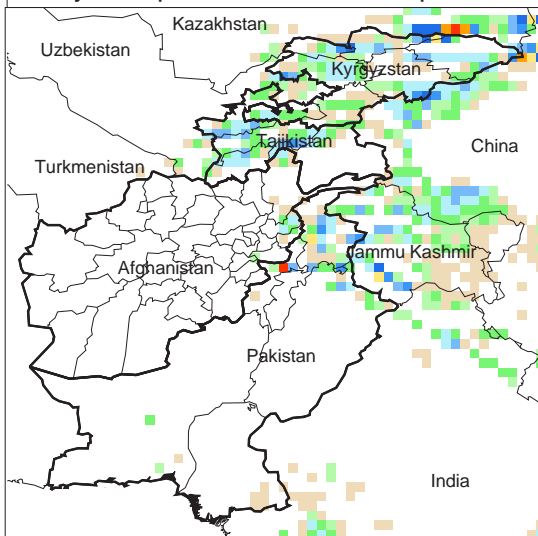 Kazakhstan
Uzbekistan
Kyrgyzstan
Tajikistan
China
Turkmenistan
Jammu Kashmir
Afghanistan
Pakistan
India